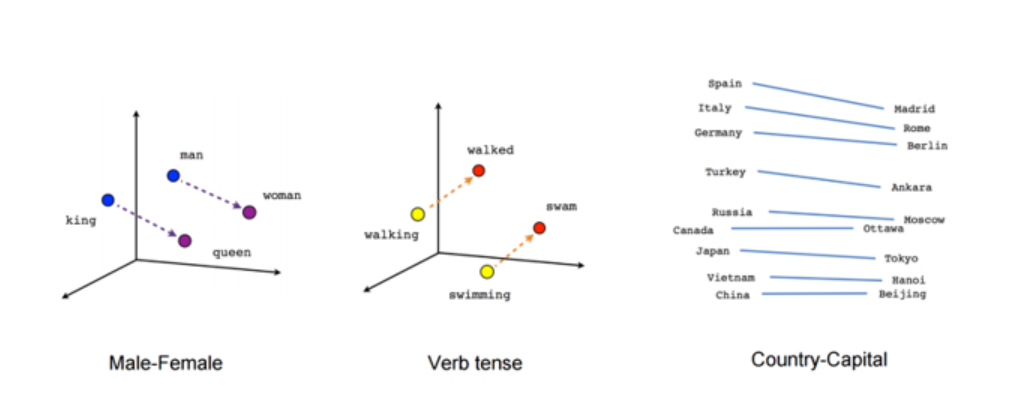 man
woman
king
queen
Male-Female
walked
swam
walking
swimming
Verb tense
Spain
Madrid
Italy
Rome
Germany
Berlin
Turkey
Ankara
Russia
Moscow
Canada
Ottawa
Japan
Tokyo
Vietnam
Hanoi
China
Beijing
Country-Capital